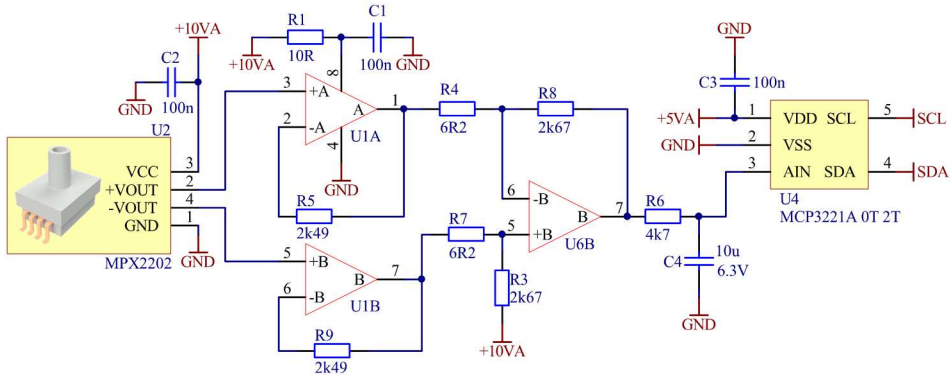 +10VA
C2
GND
100n
U2
VCC
3
+VOUT
2
-VOUT
4
GND
1
GND
MPX2202
R1
10R
+10VA
C1
100n
GND
8
3
+A
A
1
2
-A
U1A
4
GND
R5
2k49
R4
6R2
R8
2k67
5
+B
B
7
6
-B
U1B
R9
2k49
R7
6R2
6
-B
B
7
5
+B
U6B
R3
2k67
+10VA
R6
4k7
C4
10u
6.3V
GND
GND
C3
100n
+5VA
1
VDD
SCL
5
SCL
GND
2
VSS
3
AIN
SDA
4
SDA
U4
MCP3221A 0T 2T